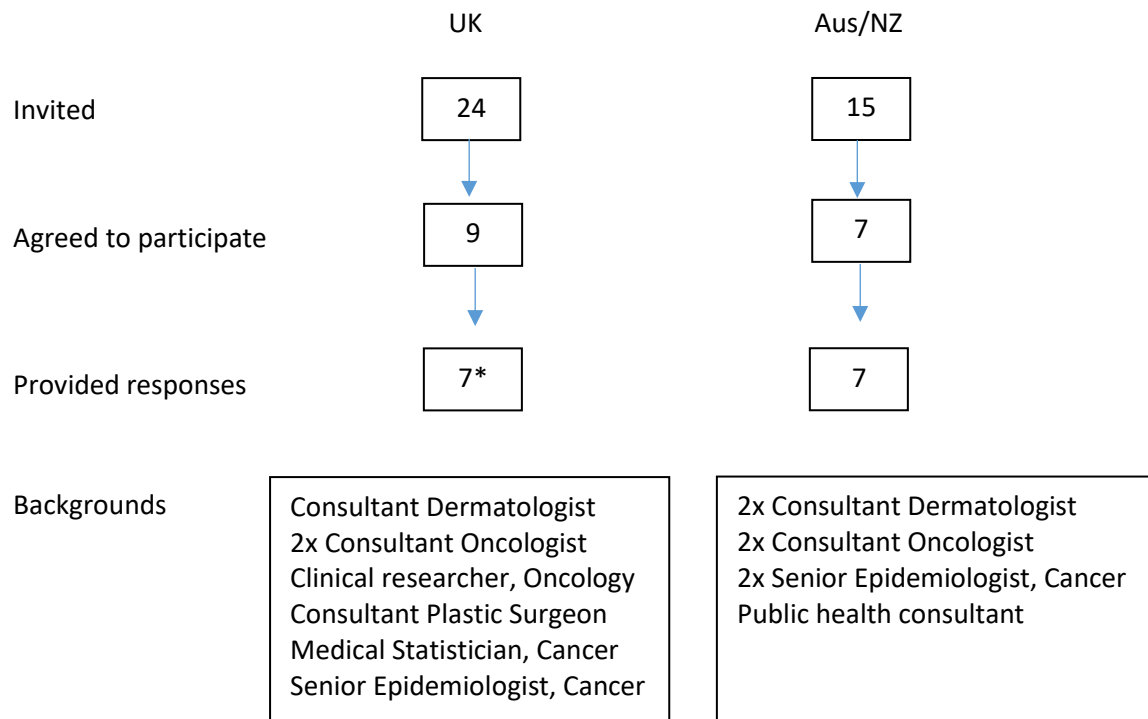 UK Aus/NZ
Invited 24 15
Agreed to participate 9 7
Provided responses 7* 7
Backgrounds
Consultant Dermatologist
2x Consultant Oncologist
Clinical researcher, Oncology
Consultant Plastic Surgeon
Medical Statistician, Cancer
Senior Epidemiologist, Cancer
2x Consultant Dermatologist
2x Consultant Oncologist
2x Senior Epidemiologist, Cancer
Public health consultant